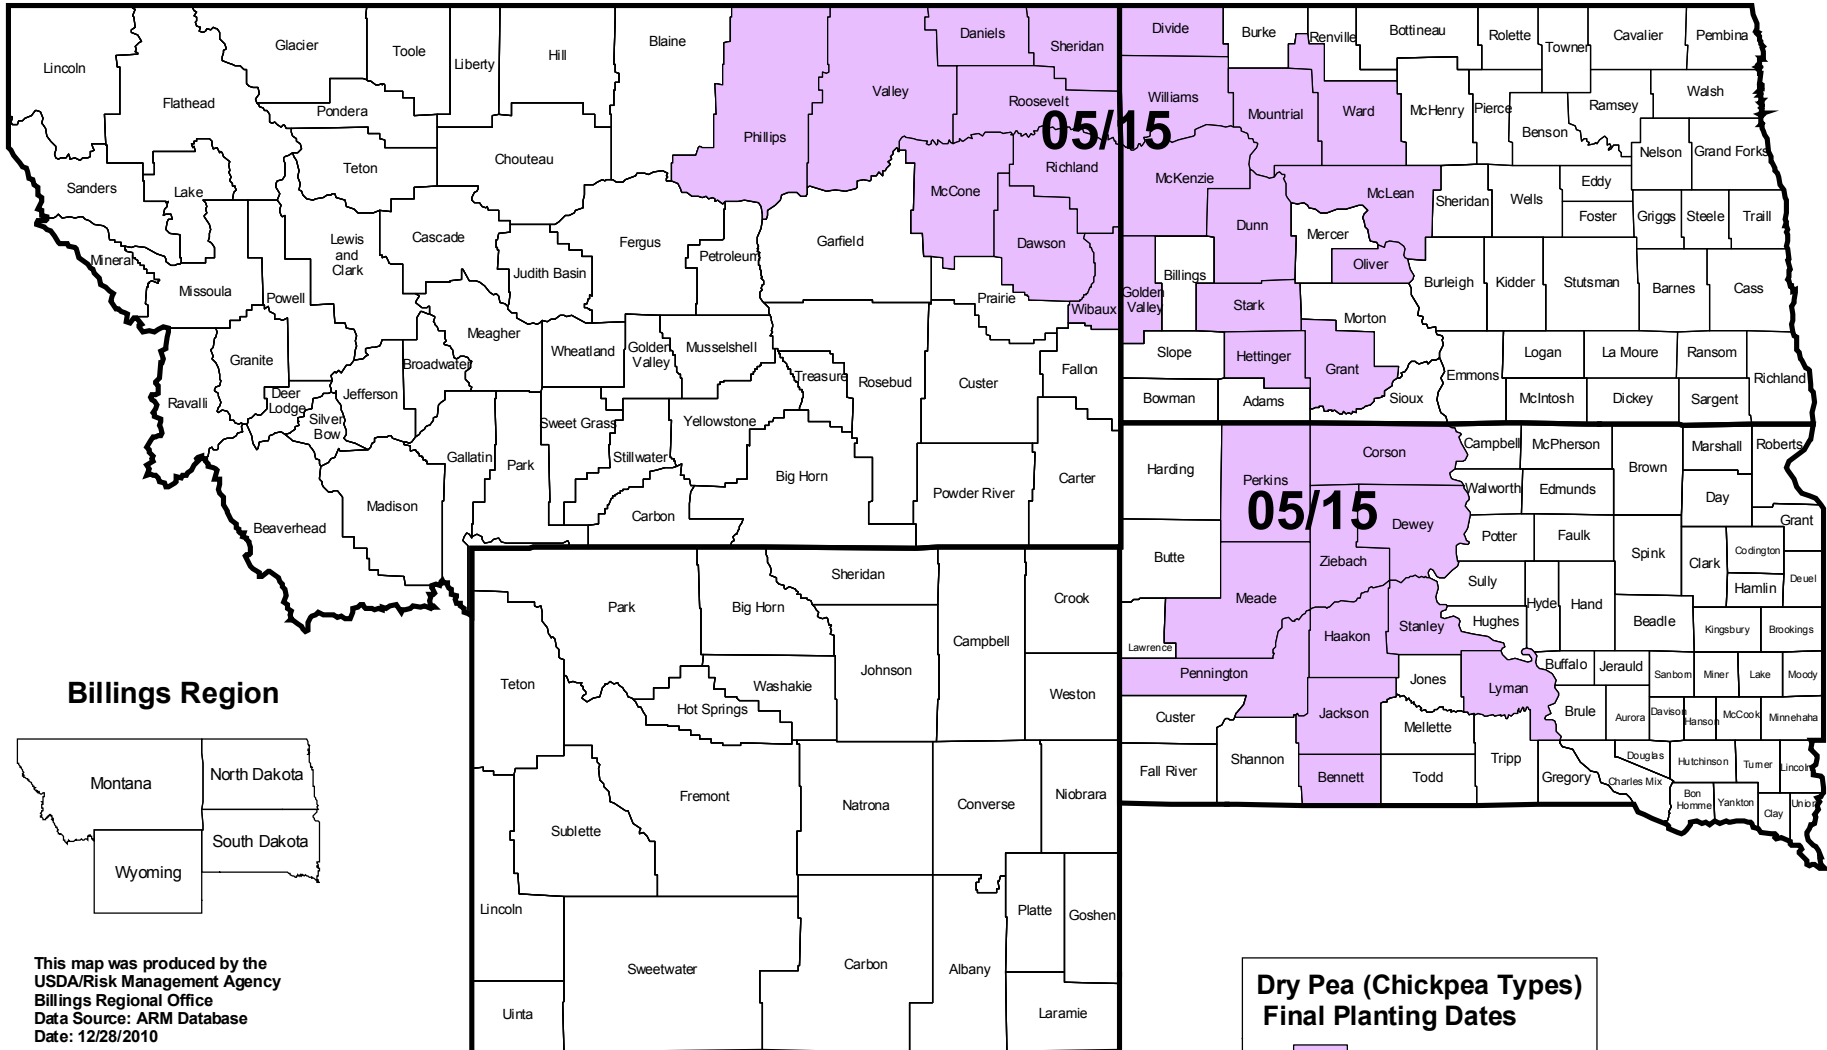 Lincoln
Glacier
Toole
Liberty
Hill
Blaine
Flathead
Pondera
Phillips
Valley
Daniels
Sheridan
Roosevelt
05/15
Divide
Burke
Renville
Bottineau
Rolette
Towner
Cavalier
Pembina
Williams
Mountrial
Ward
McHenry
Pierce
Benson
Ramsey
Walsh
Sanders
Lake
Teton
Chouteau
McCone
Richland
McKenzie
McLean
Sheridan
Wells
Eddy
Foster
Nelson
Grand Forks
Griggs
Steele
Traill
Mineral
Missoula
Powell
Lewis
and
Clark
Cascade
Judith Basin
Fergus
Petroleum
Garfield
Dawson
Prairie
Wibaux
Golden
Valley
Billings
Dunn
Mercer
Oliver
Stark
Morton
Burleigh
Kidder
Stutsman
Barnes
Cass
Ravalli
Granite
Deer
Lodge
Silver
Bow
Jefferson
Broadwater
Meagher
Wheatland
Golden
Valley
Musselshell
Treasure
Rosebud
Custer
Fallon
Slope
Hettinger
Grant
Bowman
Adams
Sioux
Emmons
Logan
La Moure
Ransom
Richland
McIntosh
Dickey
Sargent
Beaverhead
Madison
Gallatin
Park
Sweet Grass
Stillwater
Yellowstone
Carbon
Big Horn
Powder River
Carter
Harding
Perkins
Corson
Campbell
McPherson
Brown
Marshall
Roberts
05/15
Dewey
Walworth
Edmunds
Day
Grant
Butte
Ziebach
Potter
Faulk
Spink
Clark
Codington
Hamlin
Deuel
Meade
Sully
Hyde
Hand
Beadle
Kingsbury
Brookings
Lawrence
Haakon
Stanley
Hughes
Pennington
Jones
Lyman
Buffalo
Jerauld
Sanborn
Miner
Lake
Moody
Custer
Jackson
Mellette
Brule
Aurora
Davison
Hanson
McCook
Minnehaha
Fall River
Shannon
Bennett
Todd
Tripp
Gregory
Douglas
Charles Mix
Hutchinson
Turner
Lincoln
Bon
Homme
Yankton
Clay
Union
Park
Big Horn
Sheridan
Campbell
Crook
Teton
Hot Springs
Washakie
Johnson
Weston
Sublette
Fremont
Natrona
Converse
Niobrara
Lincoln
Sweetwater
Carbon
Albany
Platte
Goshen
Uinta
Laramie
Billings Region
Montana
North Dakota
South Dakota
Wyoming
This map was produced by the
USDA/Risk Management Agency
Billings Regional Office
Data Source: ARM Database
Date: 12/28/2010
Dry Pea (Chickpea Types)
Final Planting Dates